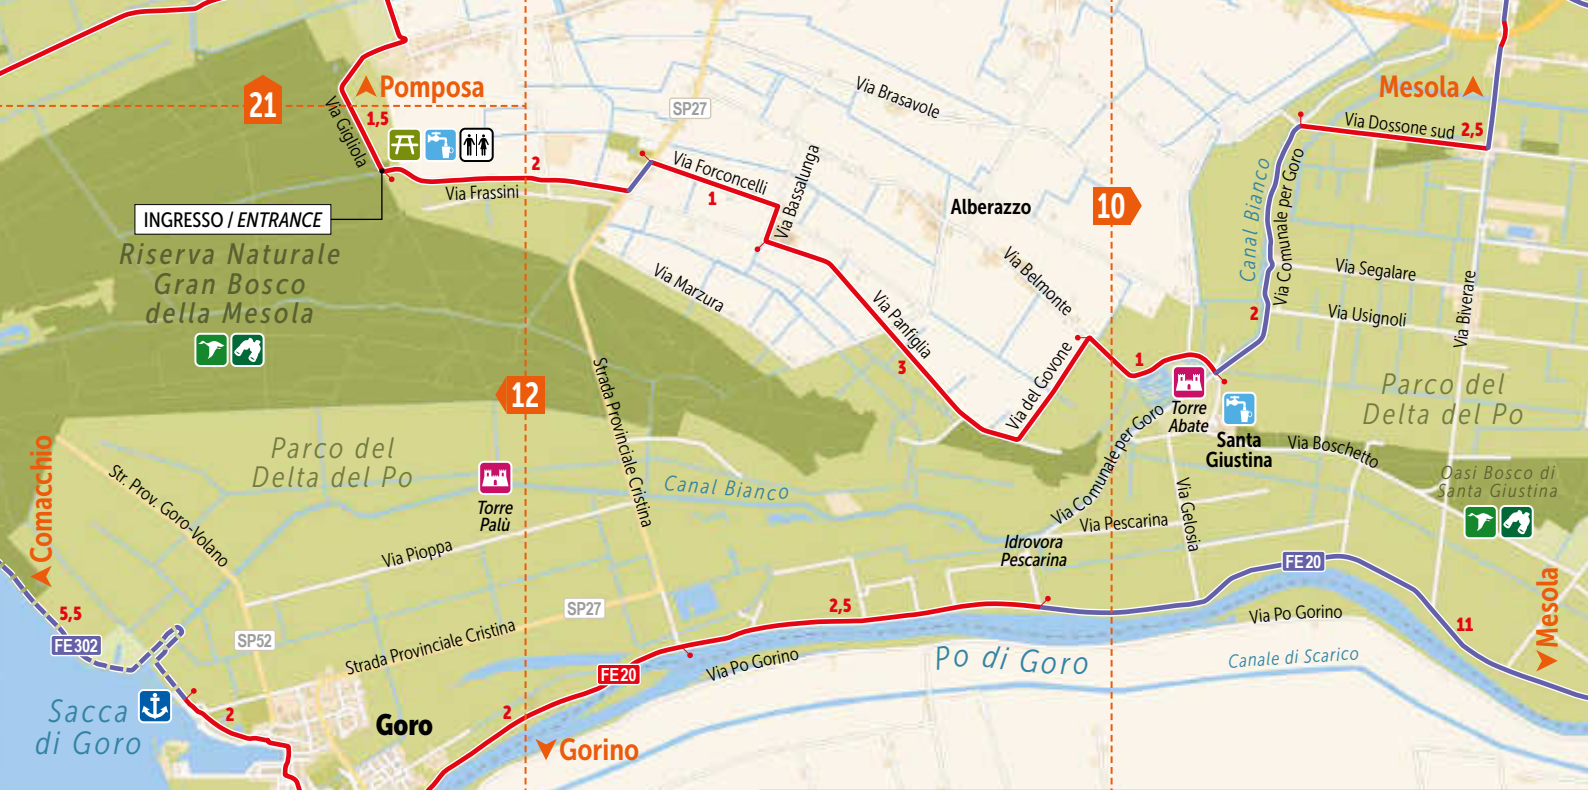 21
Pomposa
Via Gigliola
1,5
2
Via Frassini
INGRESSO / ENTRANCE
Riserva Naturale
Gran Bosco
della Mesola
SP27
Via Forconcelli
1
Via Bassalunga
Via Brasavole
Via Marzura
Alberazzo
10
Via Belmonte
Via Panfiglia
3
Via del Govone
1
Mesola
Via Dossone sud
2,5
Canal Bianco
Via Comunale per Goro
2
Via Segalare
Via Usignoli
Via Biverare
Parco del
Delta del Po
Torre
Abate
Santa
Giustina
Via Boschetto
Oasi Bosco di
Santa Giustina
12
Strada Provinciale Cristina
Parco del
Delta del Po
Torre
Palù
Canal Bianco
Via Comunale per Goro
Via Pescarina
Via Gelosia
Idrovora
Pescarina
Comacchio
Str. Prov. Goro-Volano
Via Pioppa
5,5
FE302
SP52
SP27
Strada Provinciale Cristina
2,5
FE20
Via Po Gorino
11
Mesola
FE20
Via Po Gorino
Po di Goro
Canale di Scarico
Sacca
di Goro
2
Goro
2
Gorino